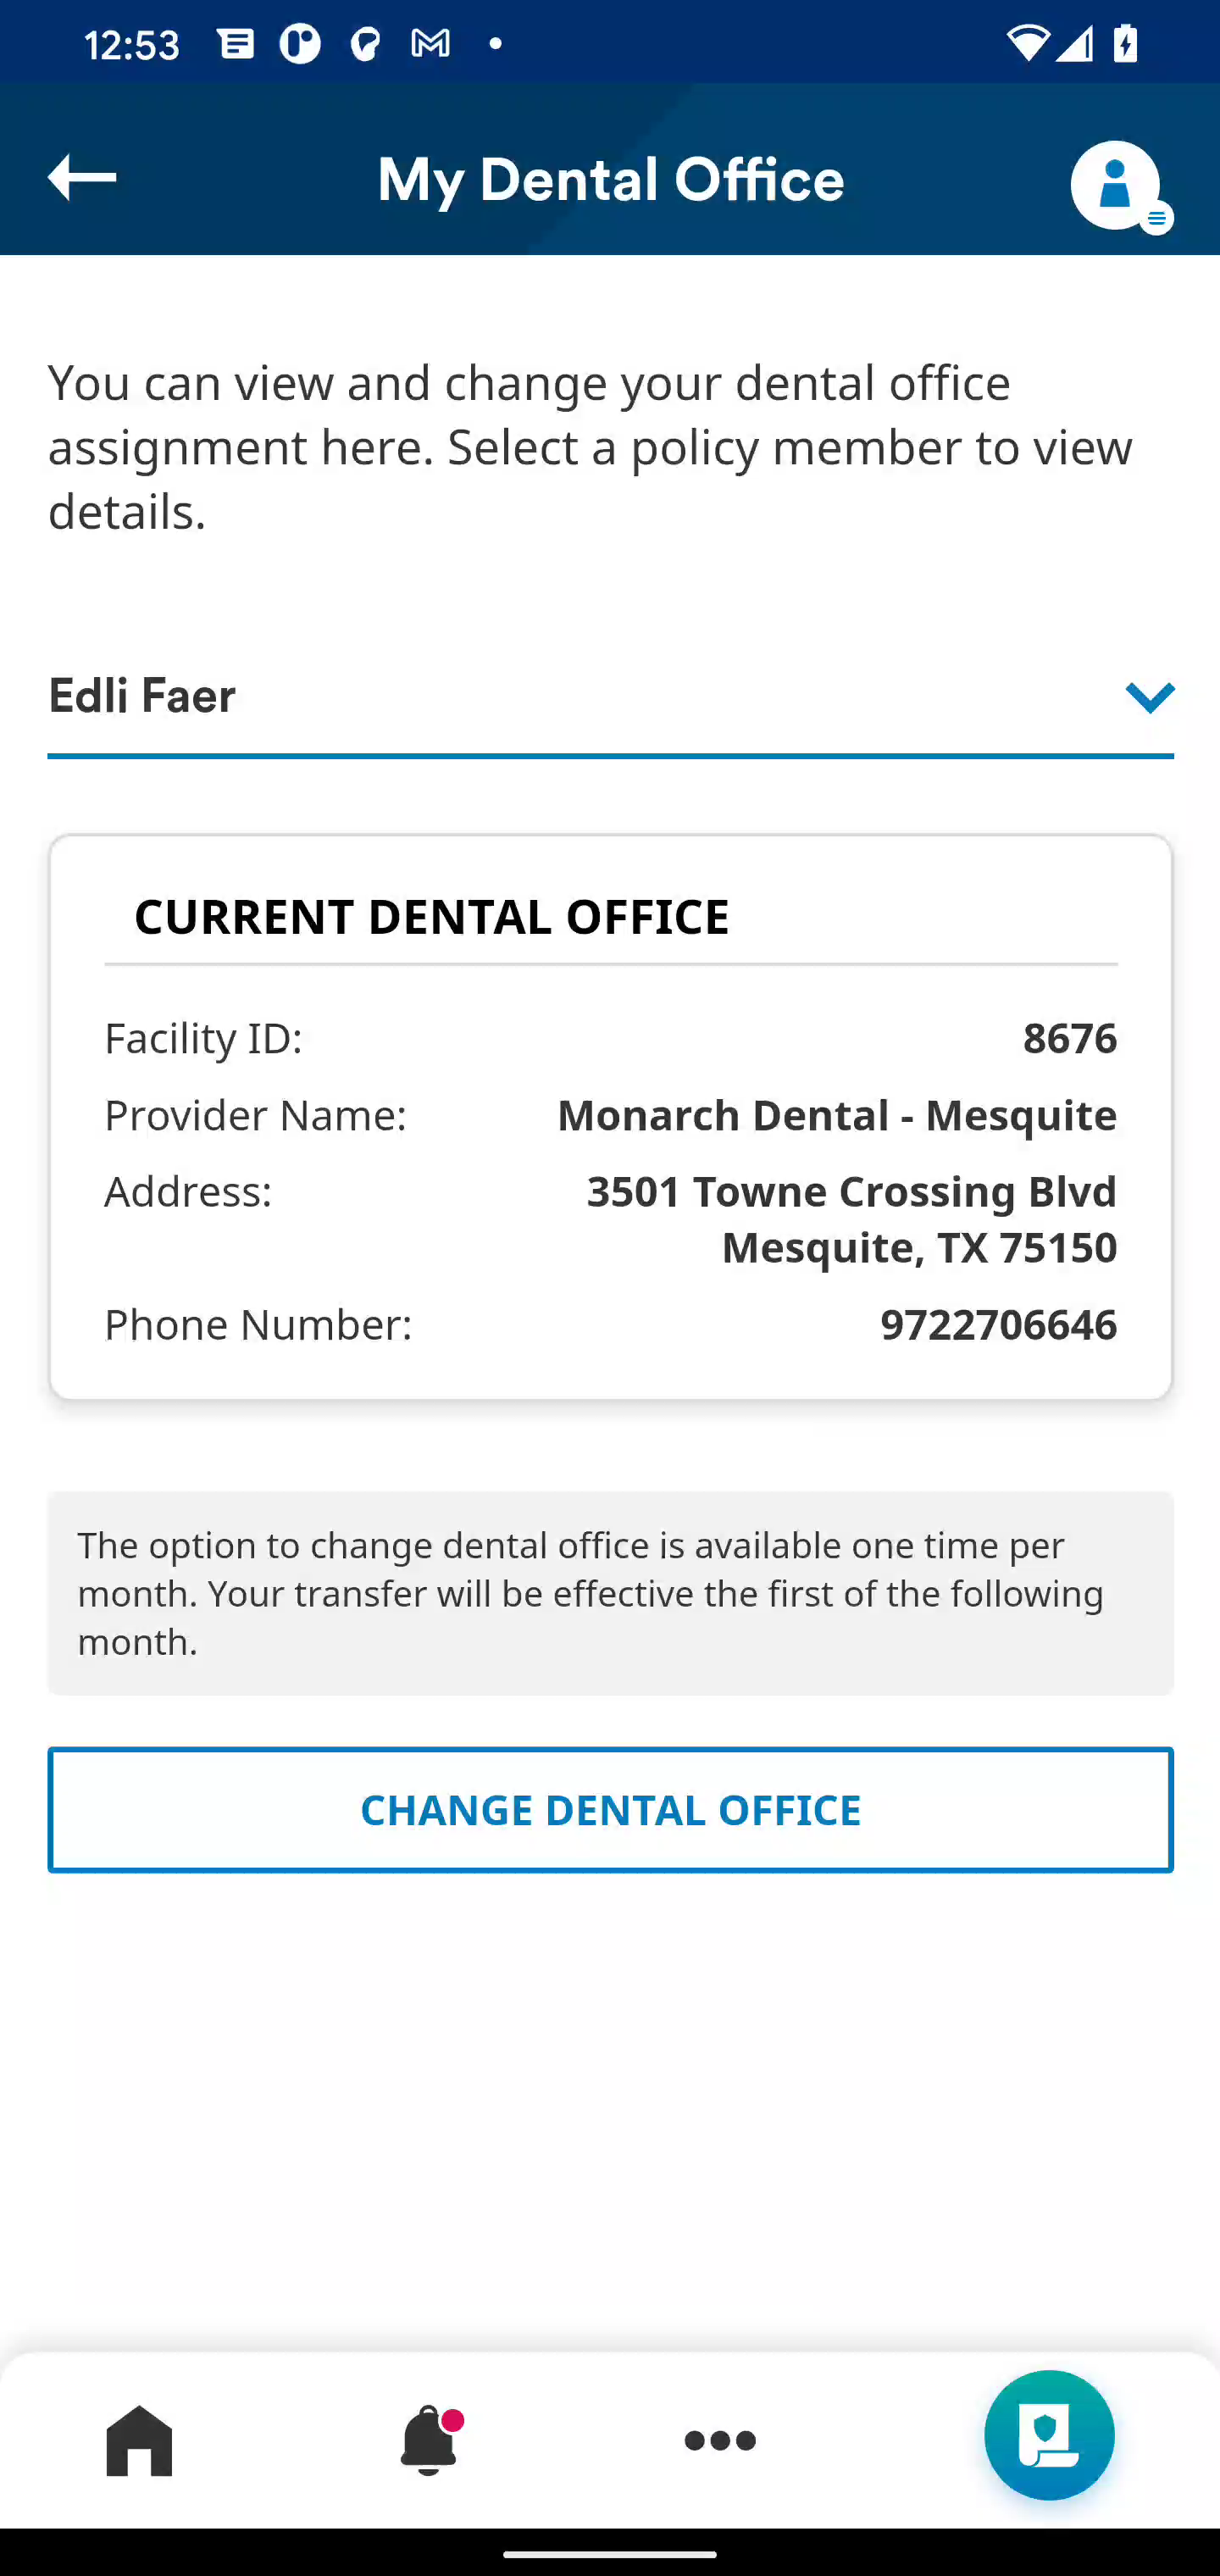 12:53
My Dental Office
You can view and change your dental office
assignment here. Select a policy member to view
details.
Edli Faer
CURRENT DENTAL OFFICE
Facility ID: 8676
Provider Name: Monarch Dental - Mesquite
Address: 3501 Towne Crossing Blvd
Mesquite, TX 75150
Phone Number: 9722706646
The option to change dental office is available one time per
month. Your transfer will be effective the first of the following
month.
CHANGE DENTAL OFFICE